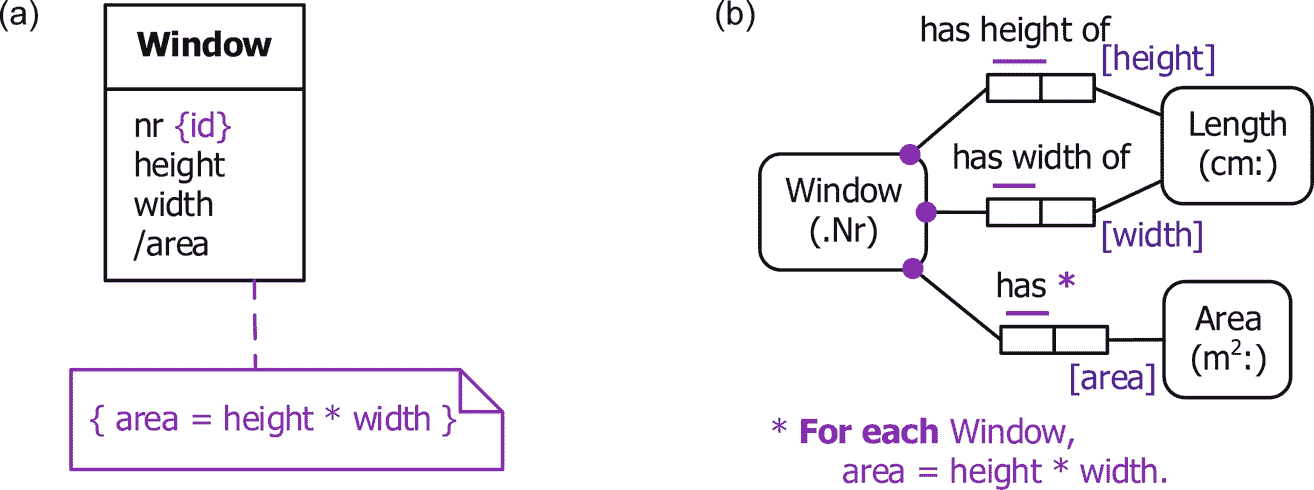 (a)
Window
nr {id}
height
width
/area
{ area = height * width }
(b)
has height of
[height]
Length
(cm:)
has width of
Window
(.Nr)
[width]
has *
Area
(m²:)
[area]
* For each Window,
area = height * width.